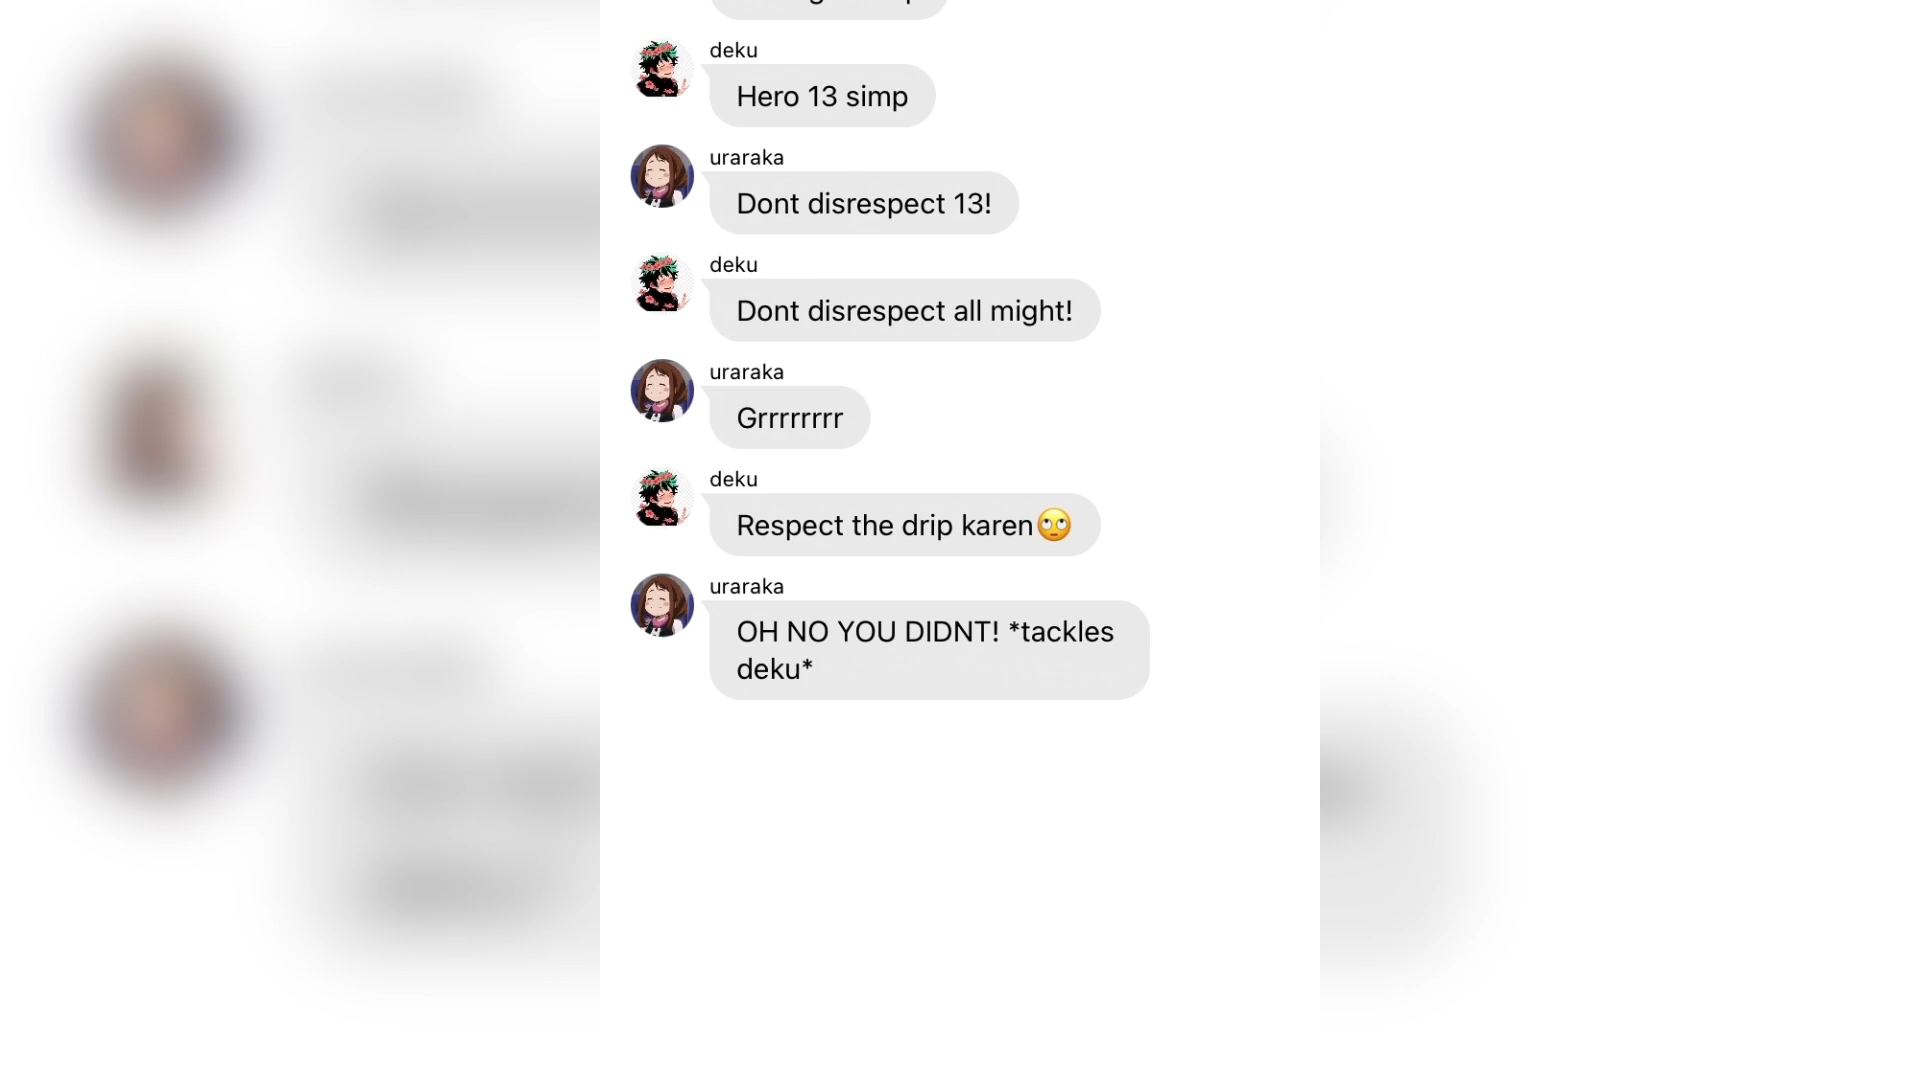 deku
Hero 13 simp
uraraka
Dont disrespect 13!
deku
Dont disrespect all might!
uraraka
Grrrrrrrr
deku
Respect the drip karen🙄
uraraka
OH NO YOU DIDNT! *tackles
deku*